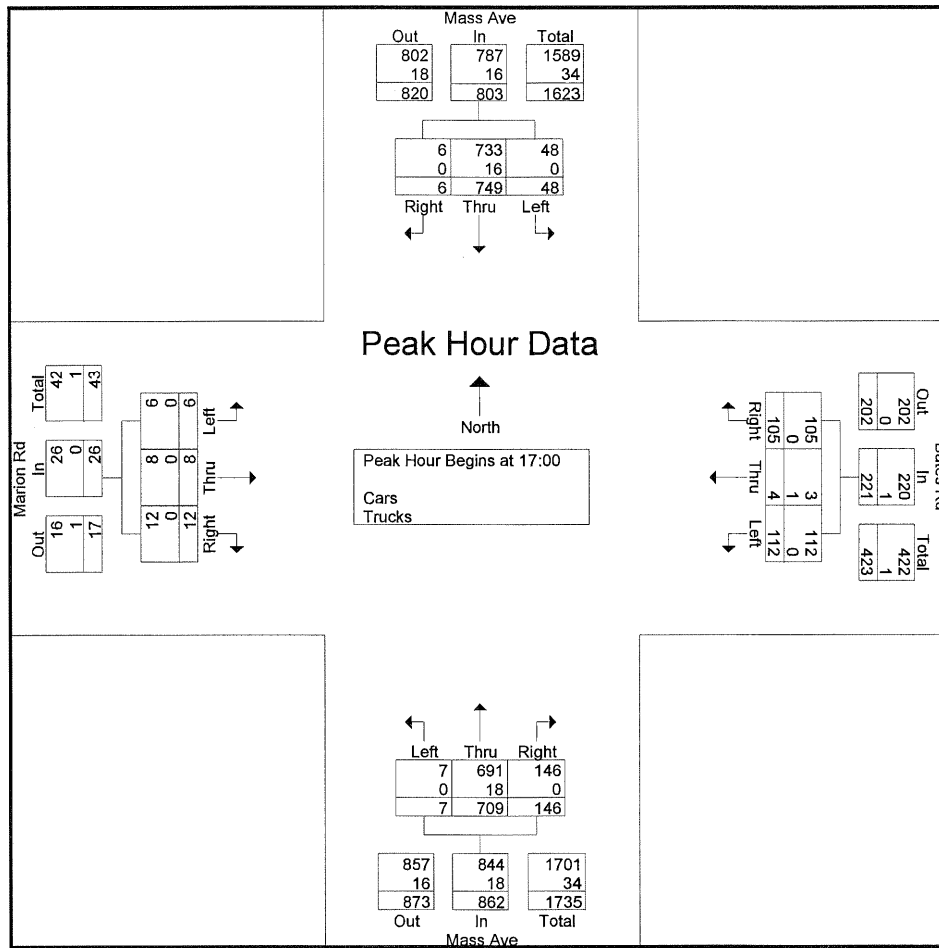 Mass Ave
Out In Total
802 787 1589
18 16 34
820 803 1623
6 733 48
0 16 0
6 749 48
Right Thru Left
Peak Hour Data
North
Peak Hour Begins at 17:00
Cars
Trucks
Marion Rd
Total In Out
42 26 16
1 0 1
43 26 17
6 8 12
0 0 0
6 8 12
Left Thru Right
Out In Total
202 220 422
0 1 1
202 221 423
105 3 112
0 1 0
105 4 112
Right Thru Left
Left Thru Right
7 691 146
0 18 0
7 709 146
857 844 1701
16 18 34
873 862 1735
Out In Total
Mass Ave